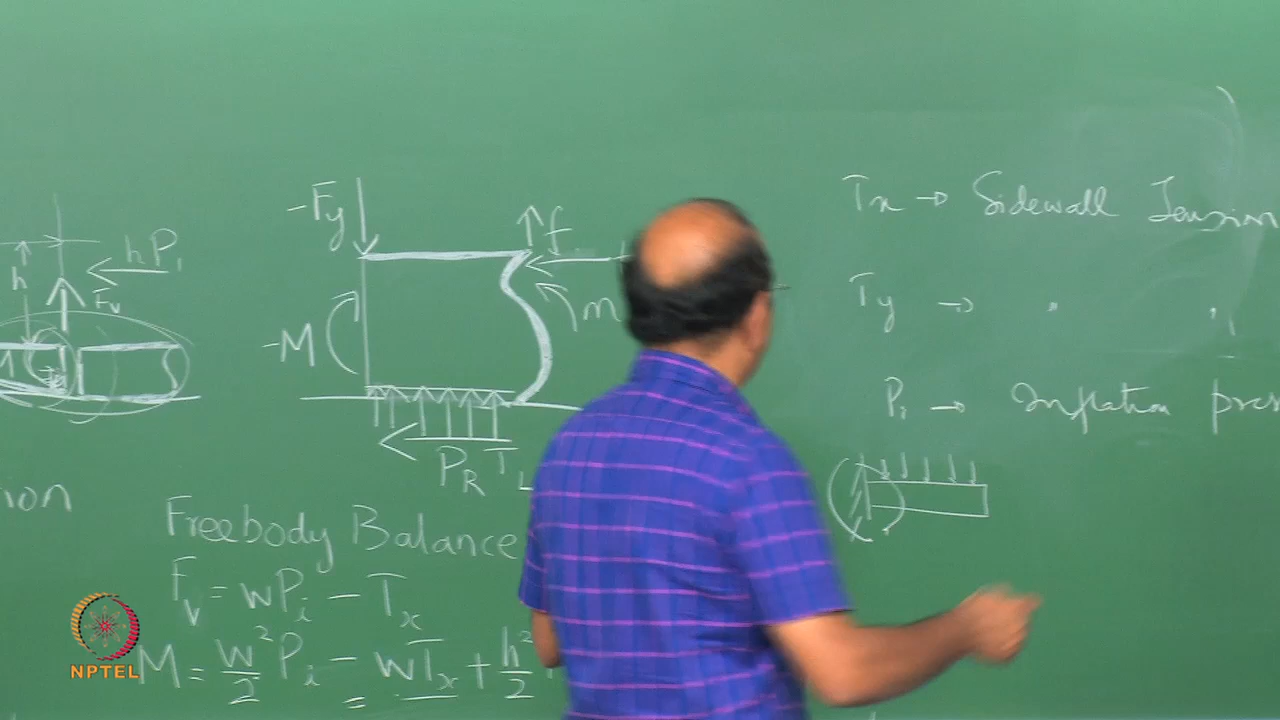 h
hPi
Fv
-Fy
f
-M
m
PR TL
ion
Freebody Balance
Fv = wPi - Tx
M = w²/2 Pi - wTx + h²/2
Tx → Sidewall Tension
Ty → " "
Pi → Inflation pres
NPTEL